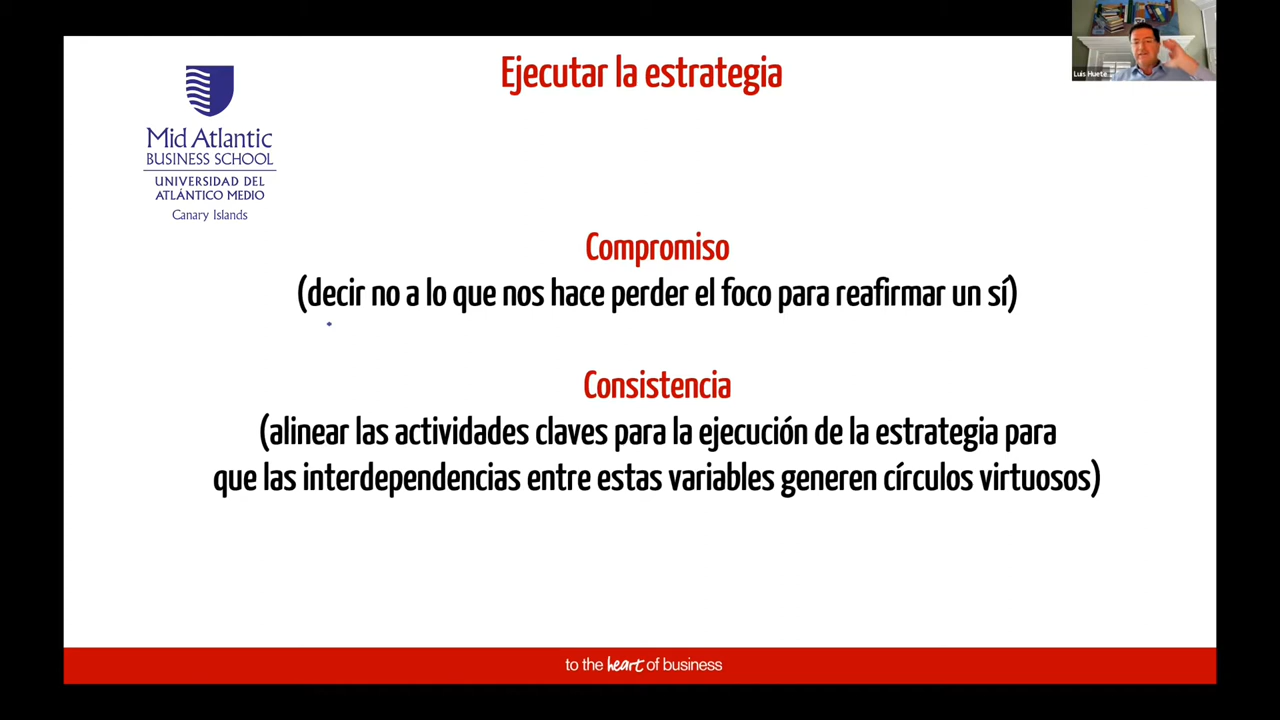 Ejecutar la estrategia
Luis Huete
Mid Atlantic
BUSINESS SCHOOL
UNIVERSIDAD DEL
ATLÁNTICO MEDIO
Canary Islands
Compromiso
(decir no a lo que nos hace perder el foco para reafirmar un sí)
Consistencia
(alinear las actividades claves para la ejecución de la estrategia para
que las interdependencias entre estas variables generen círculos virtuosos)
to the heart of business